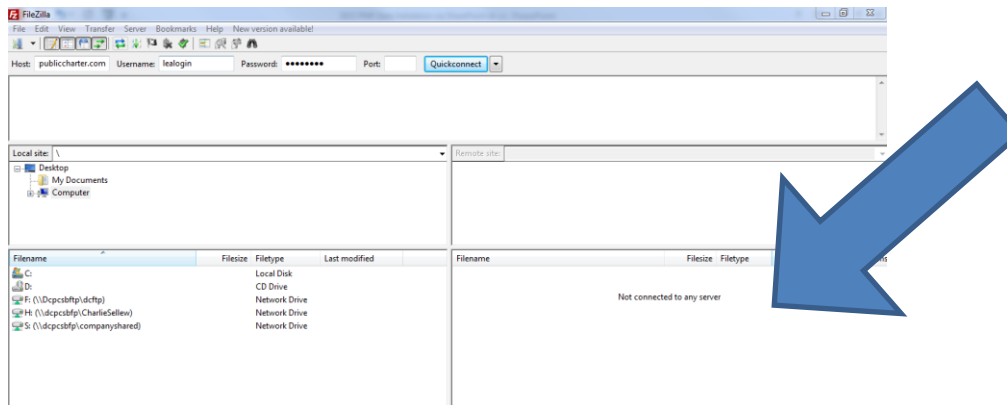 FileZilla
File Edit View Transfer Server Bookmarks Help New version available!
Host: publiccharter.com Username: lealogin Password: •••••••• Port: Quickconnect
Local site: \ Remote site:
Desktop
My Documents
Computer
Filename Filesize Filetype Last modified Filename Filesize Filetype
C: Local Disk
D: CD Drive
F: (\\Dcpcsbftp\dcftp) Network Drive
H: (\\dcpcsbfp\CharlieSellew) Network Drive
S: (\\dcpcsbfp\companyshared) Network Drive
Not connected to any server